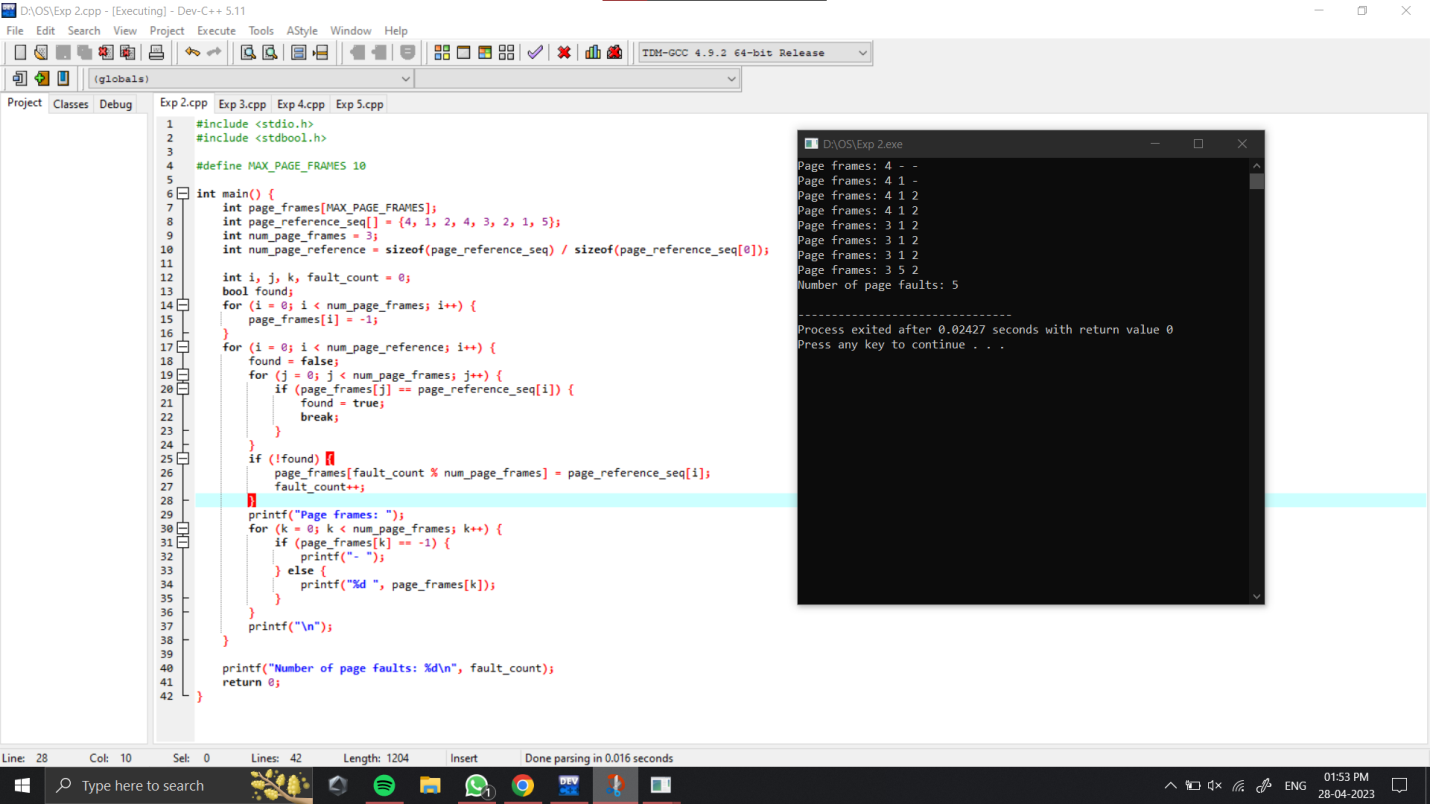 D:\OS\Exp 2.cpp - [Executing] - Dev-C++ 5.11
File Edit Search View Project Execute Tools AStyle Window Help
TDM-GCC 4.9.2 64-bit Release
(globals)
Project Classes Debug
Exp 2.cpp Exp 3.cpp Exp 4.cpp Exp 5.cpp
1 #include <stdio.h>
2 #include <stdbool.h>
3
4 #define MAX_PAGE_FRAMES 10
5
6 int main() {
7 int page_frames[MAX_PAGE_FRAMES];
8 int page_reference_seq[] = {4, 1, 2, 4, 3, 2, 1, 5};
9 int num_page_frames = 3;
10 int num_page_reference = sizeof(page_reference_seq) / sizeof(page_reference_seq[0]);
11
12 int i, j, k, fault_count = 0;
13 bool found;
14 for (i = 0; i < num_page_frames; i++) {
15 page_frames[i] = -1;
16 }
17 for (i = 0; i < num_page_reference; i++) {
18 found = false;
19 for (j = 0; j < num_page_frames; j++) {
20 if (page_frames[j] == page_reference_seq[i]) {
21 found = true;
22 break;
23 }
24 }
25 if (!found) {
26 page_frames[fault_count % num_page_frames] = page_reference_seq[i];
27 fault_count++;
28 }
29 printf("Page frames: ");
30 for (k = 0; k < num_page_frames; k++) {
31 if (page_frames[k] == -1) {
32 printf("- ");
33 } else {
34 printf("%d ", page_frames[k]);
35 }
36 }
37 printf("\n");
38 }
39
40 printf("Number of page faults: %d\n", fault_count);
41 return 0;
42 }
D:\OS\Exp 2.exe
Page frames: 4 - -
Page frames: 4 1 -
Page frames: 4 1 2
Page frames: 4 1 2
Page frames: 3 1 2
Page frames: 3 1 2
Page frames: 3 1 2
Page frames: 3 5 2
Number of page faults: 5
--------------------------------
Process exited after 0.02427 seconds with return value 0
Press any key to continue . . .
Line: 28 Col: 10 Sel: 0 Lines: 42 Length: 1204 Insert Done parsing in 0.016 seconds
Type here to search
1
DEV
ENG
01:53 PM
28-04-2023